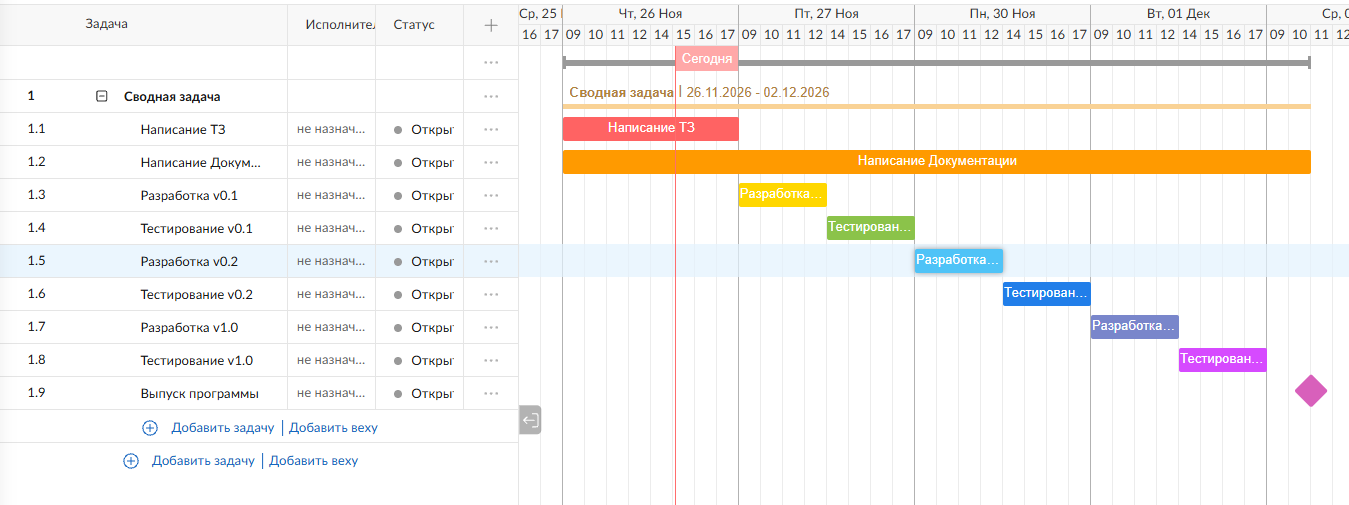 Задача Исполнител Статус
Ср, 25 Чт, 26 Ноя Пт, 27 Ноя Пн, 30 Ноя Вт, 01 Дек Ср, 0
16 17 09 10 11 12 14 15 16 17 09 10 11 12 14 15 16 17 09 10 11 12 14 15 16 17 09 10 11 12 14 15 16 17 09 10 11 12
Сегодня
1 Сводная задача
Сводная задача | 26.11.2026 - 02.12.2026
1.1 Написание ТЗ не назнач... Откры
Написание ТЗ
1.2 Написание Докум... не назнач... Откры
Написание Документации
1.3 Разработка v0.1 не назнач... Откры
Разработка...
1.4 Тестирование v0.1 не назнач... Откры
Тестирован...
1.5 Разработка v0.2 не назнач... Откры
Разработка...
1.6 Тестирование v0.2 не назнач... Откры
Тестирован...
1.7 Разработка v1.0 не назнач... Откры
Разработка...
1.8 Тестирование v1.0 не назнач... Откры
Тестирован...
1.9 Выпуск программы не назнач... Откры
Добавить задачу | Добавить веху
Добавить задачу | Добавить веху